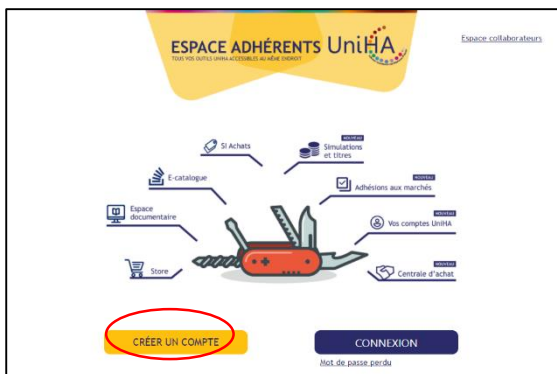 ESPACE ADHÉRENTS UniHA
TOUS VOS OUTILS UNIHA ACCESSIBLES AU MÊME ENDROIT
Espace collaborateurs
SI Achats
NOUVEAU
Simulations
et titres
E-catalogue
NOUVEAU
Adhésions aux marchés
Espace
documentaire
NOUVEAU
Vos comptes UniHA
Store
NOUVEAU
Centrale d'achat
CRÉER UN COMPTE
CONNEXION
Mot de passe perdu